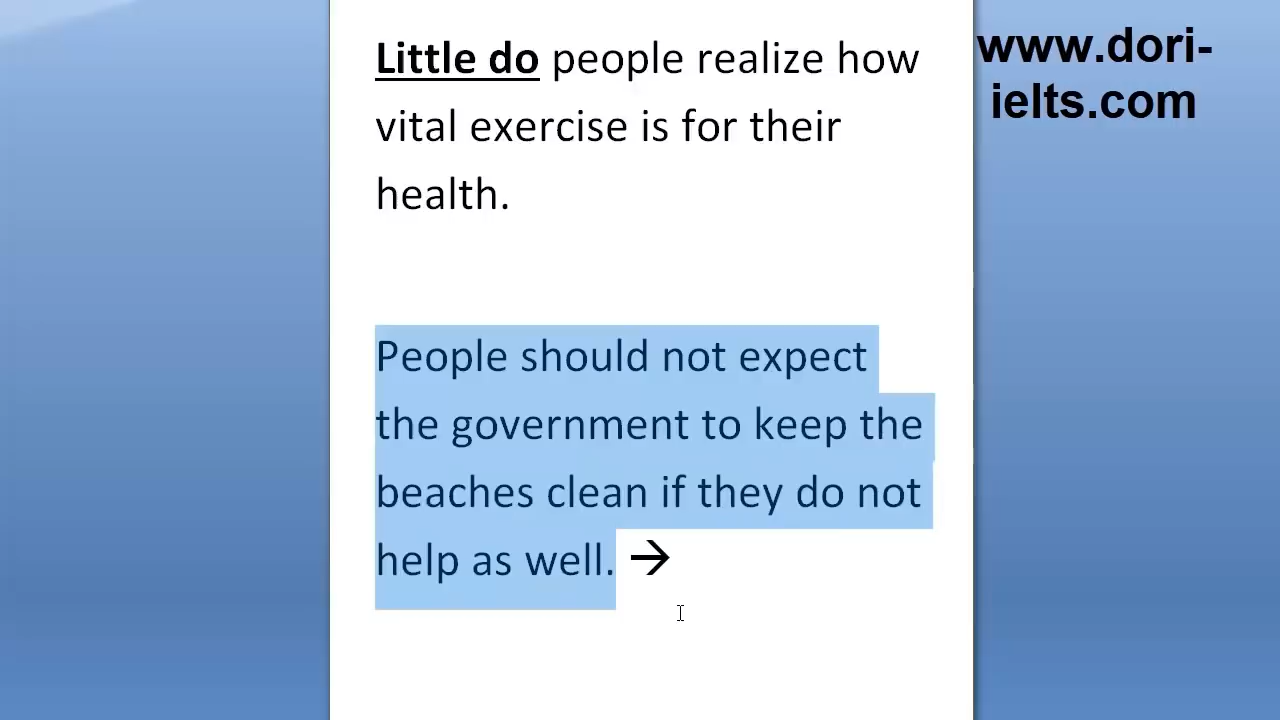 Little do people realize how
vital exercise is for their
health.
People should not expect
the government to keep the
beaches clean if they do not
help as well. →
www.dori-
ielts.com